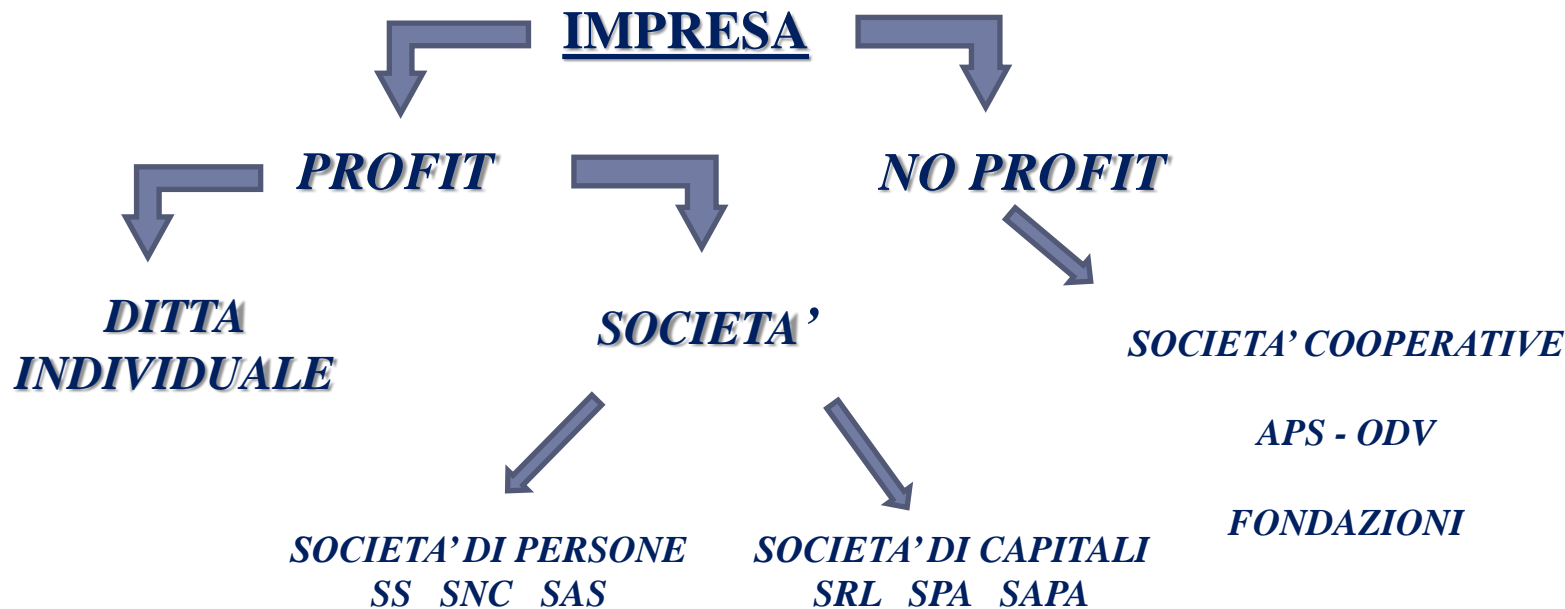 IMPRESA
PROFIT
NO PROFIT
DITTA
INDIVIDUALE
SOCIETA’
SOCIETA’ COOPERATIVE
APS - ODV
FONDAZIONI
SOCIETA’ DI PERSONE
SS SNC SAS
SOCIETA’ DI CAPITALI
SRL SPA SAPA